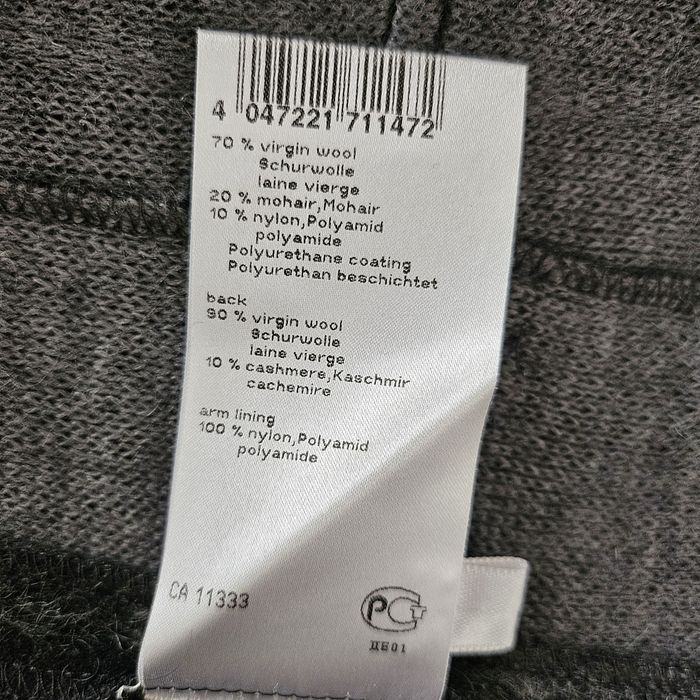 4 047221 711472
70 % virgin wool
Schurwolle
laine vierge
20 % mohair,Mohair
10 % nylon,Polyamid
polyamide
Polyurethane coating
Polyurethan beschichtet
back
90 % virgin wool
Schurwolle
laine vierge
10 % cashmere,Kaschmir
cachemire
arm lining
100 % nylon,Polyamid
polyamide
CA 11333
РСТ
ДЕ01